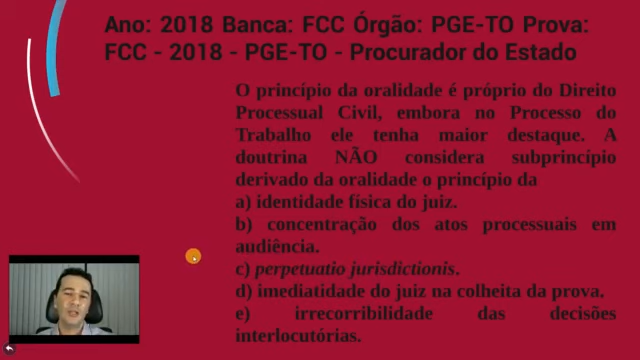 Ano: 2018 Banca: FCC Órgão: PGE-TO Prova:
FCC - 2018 - PGE-TO - Procurador do Estado
O princípio da oralidade é próprio do Direito
Processual Civil, embora no Processo do
Trabalho ele tenha maior destaque. A
doutrina NÃO considera subprincípio
derivado da oralidade o princípio da
a) identidade física do juiz.
b) concentração dos atos processuais em
audiência.
c) perpetuatio jurisdictionis.
d) imediatidade do juiz na colheita da prova.
e) irrecorribilidade das decisões
interlocutórias.